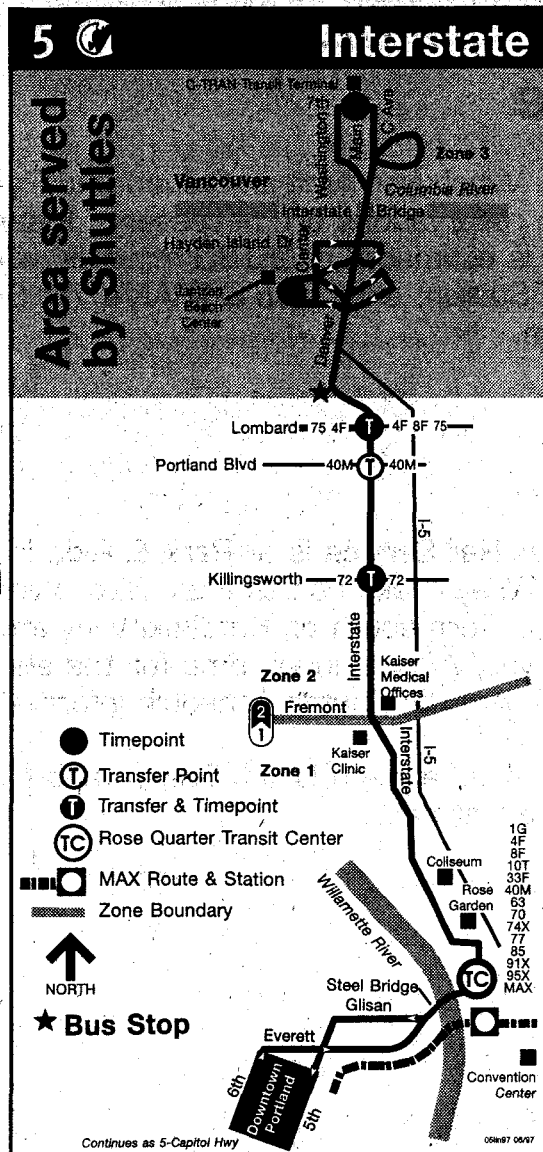 5 Interstate
Area served
by Shuttles
C-TRAN Transit Terminal
7th
Washington
Main
C Ave
Zone 3
Vancouver
Columbia River
Interstate Bridge
Hayden Island Dr
Center
Jantzen
Beach
Center
Denver
Lombard 75 4F T 4F 8F 75
Portland Blvd 40M T 40M
I-5
Killingsworth 72 T 72
Interstate
Kaiser
Medical
Offices
Zone 2
2
1
Fremont
Zone 1
Kaiser
Clinic
Interstate
I-5
Timepoint
T Transfer Point
T Transfer & Timepoint
TC Rose Quarter Transit Center
MAX Route & Station
Zone Boundary
NORTH
Bus Stop
Coliseum
Rose
Garden
1G
4F
8F
10T
33F
40M
63
70
74X
77
85
91X
95X
MAX
TC
Willamette River
Steel Bridge
Glisan
Everett
6th
Downtown
Portland
5th
Convention
Center
Continues as 5-Capitol Hwy
05lin97 06/97